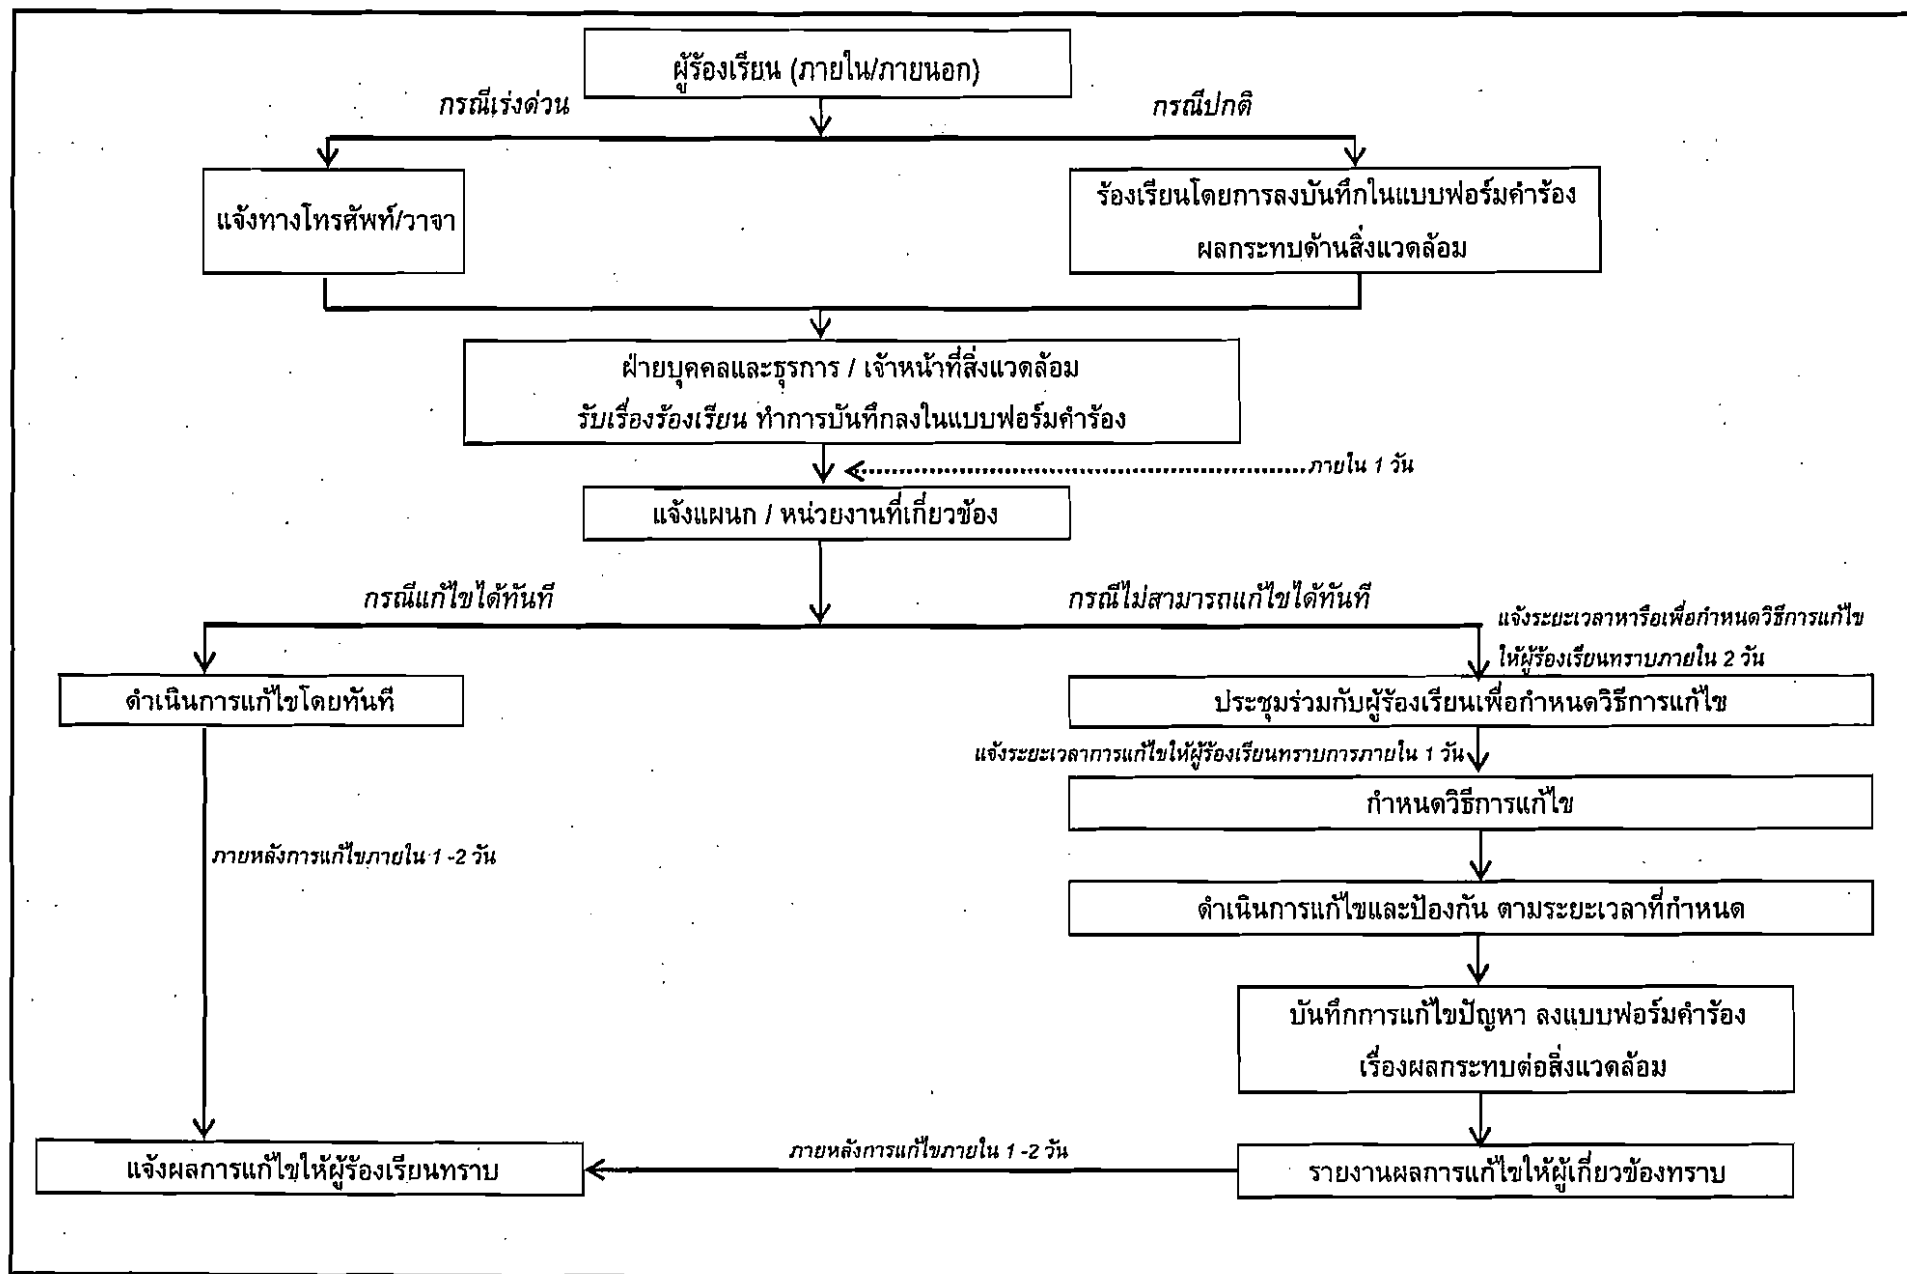 ผู้ร้องเรียน (ภายใน/ภายนอก)
กรณีเร่งด่วน
กรณีปกติ
แจ้งทางโทรศัพท์/วาจา
ร้องเรียนโดยการลงบันทึกในแบบฟอร์มคำร้อง
ผลกระทบด้านสิ่งแวดล้อม
ฝ่ายบุคคลและธุรการ / เจ้าหน้าที่สิ่งแวดล้อม
รับเรื่องร้องเรียน ทำการบันทึกลงในแบบฟอร์มคำร้อง
ภายใน 1 วัน
แจ้งแผนก / หน่วยงานที่เกี่ยวข้อง
กรณีแก้ไขได้ทันที
กรณีไม่สามารถแก้ไขได้ทันที
แจ้งระยะเวลาหารือเพื่อกำหนดวิธีการแก้ไข
ให้ผู้ร้องเรียนทราบภายใน 2 วัน
ดำเนินการแก้ไขโดยทันที
ประชุมร่วมกับผู้ร้องเรียนเพื่อกำหนดวิธีการแก้ไข
แจ้งระยะเวลาการแก้ไขให้ผู้ร้องเรียนทราบการภายใน 1 วัน
กำหนดวิธีการแก้ไข
ภายหลังการแก้ไขภายใน 1 -2 วัน
ดำเนินการแก้ไขและป้องกัน ตามระยะเวลาที่กำหนด
บันทึกการแก้ไขปัญหา ลงแบบฟอร์มคำร้อง
เรื่องผลกระทบต่อสิ่งแวดล้อม
ภายหลังการแก้ไขภายใน 1 -2 วัน
แจ้งผลการแก้ไขให้ผู้ร้องเรียนทราบ
รายงานผลการแก้ไขให้ผู้เกี่ยวข้องทราบ